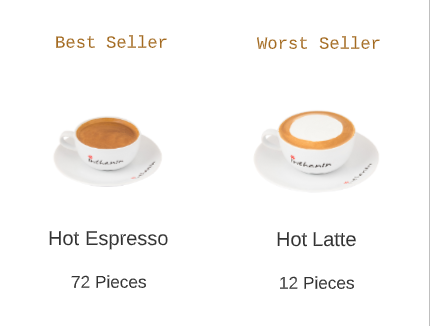 Best Seller
Worst Seller
Hot Espresso
Hot Latte
72 Pieces
12 Pieces